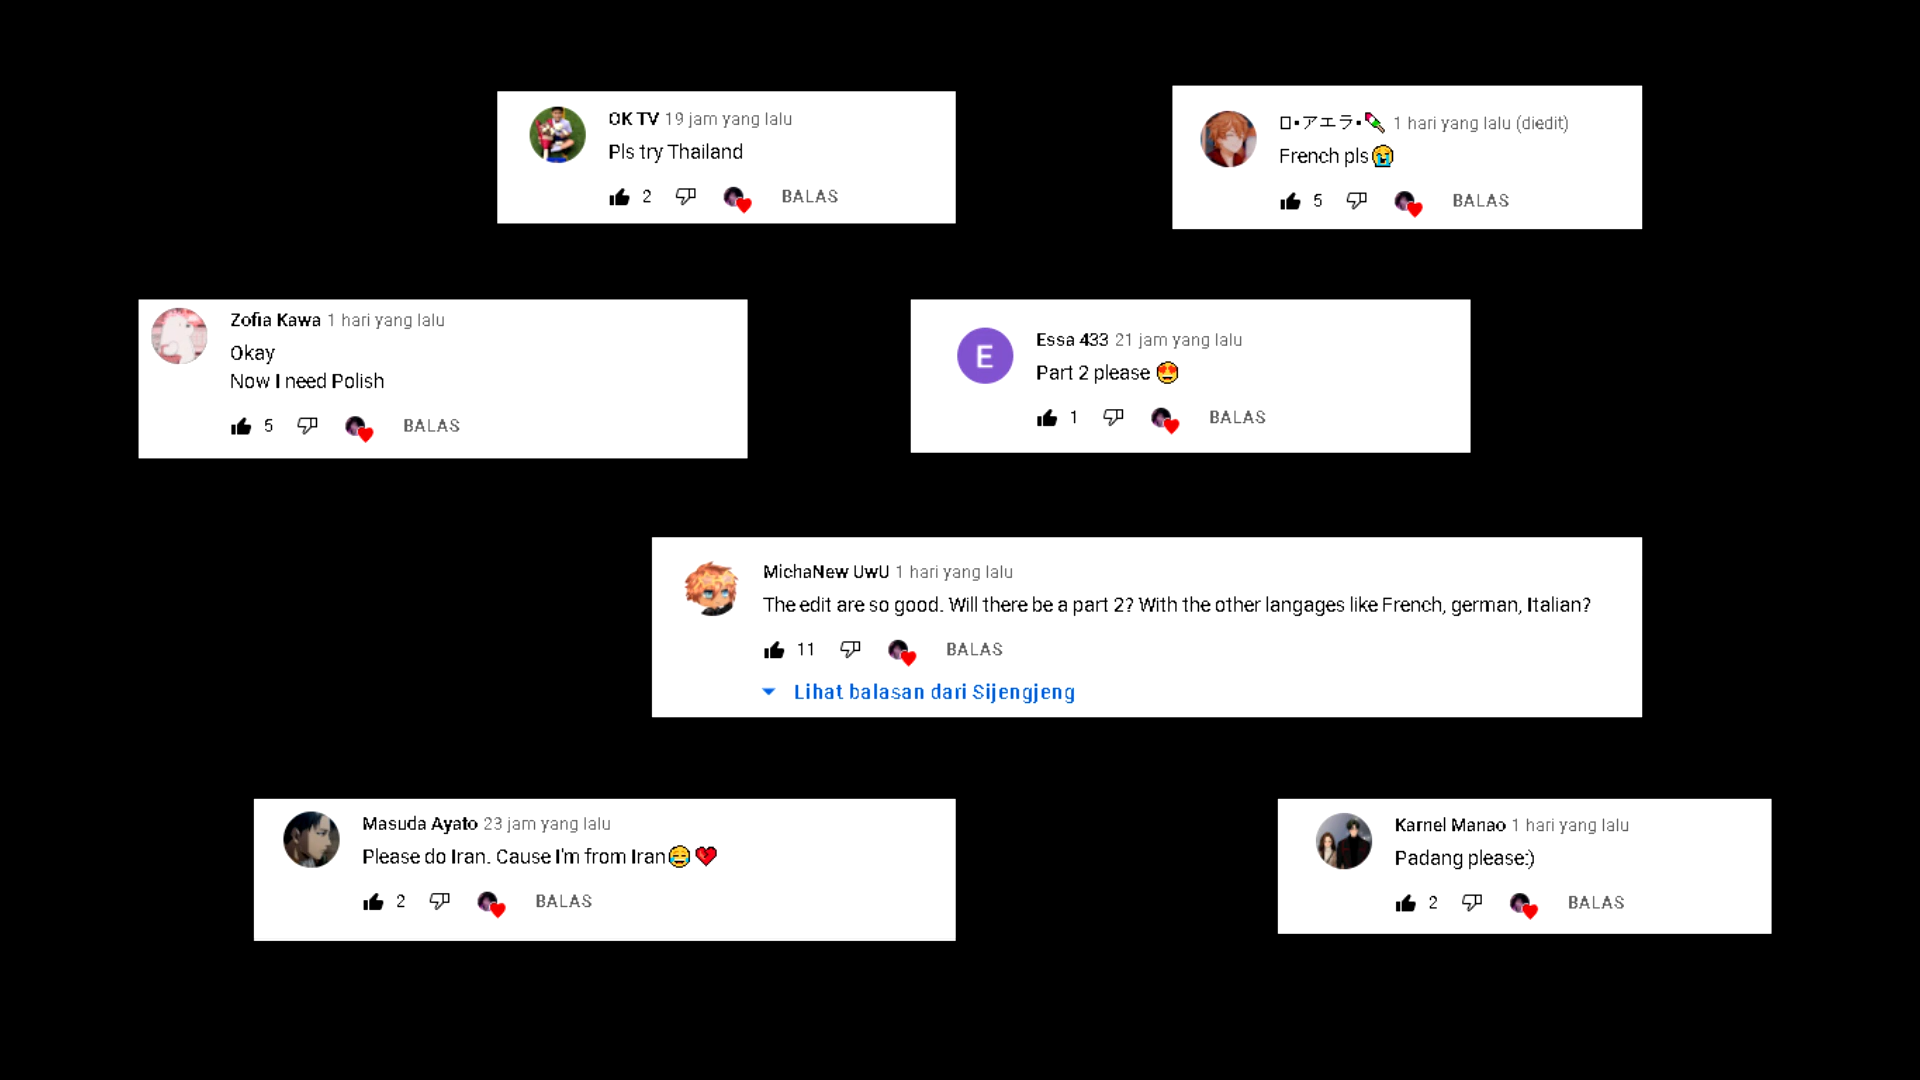 OK TV 19 jam yang lalu
Pls try Thailand
2 BALAS
ロ•アエラ• 1 hari yang lalu (diedit)
French pls😭
5 BALAS
Zofia Kawa 1 hari yang lalu
Okay
Now I need Polish
5 BALAS
E
Essa 433 21 jam yang lalu
Part 2 please 😍
1 BALAS
MichaNew UwU 1 hari yang lalu
The edit are so good. Will there be a part 2? With the other langages like French, german, Italian?
11 BALAS
Lihat balasan dari Sijengjeng
Masuda Ayato 23 jam yang lalu
Please do Iran. Cause I'm from Iran😂💔
2 BALAS
Karnel Manao 1 hari yang lalu
Padang please:)
2 BALAS